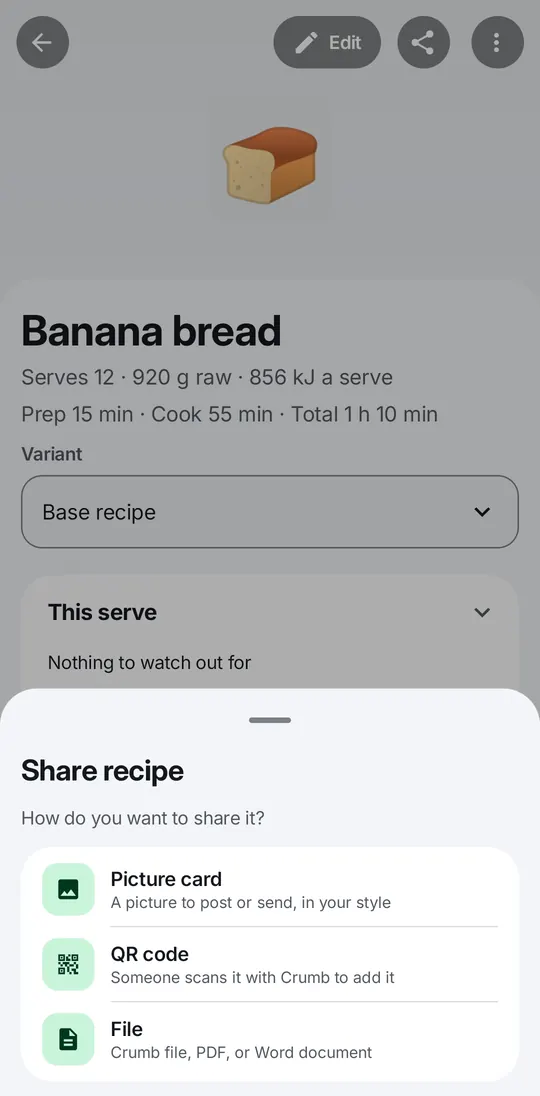 Edit
Banana bread
Serves 12 · 920 g raw · 856 kJ a serve
Prep 15 min · Cook 55 min · Total 1 h 10 min
Variant
Base recipe
This serve
Nothing to watch out for
Share recipe
How do you want to share it?
Picture card
A picture to post or send, in your style
QR code
Someone scans it with Crumb to add it
File
Crumb file, PDF, or Word document